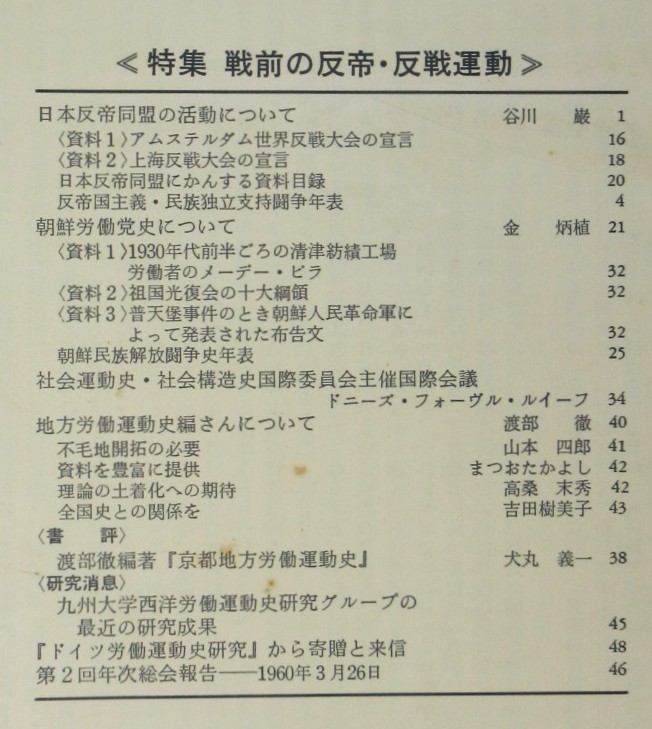 ≪特集 戦前の反帝・反戦運動≫
日本反帝同盟の活動について 谷川 巌 1
〈資料1〉アムステルダム世界反戦大会の宣言 16
〈資料2〉上海反戦大会の宣言 18
日本反帝同盟にかんする資料目録 20
反帝国主義・民族独立支持闘争年表 4
朝鮮労働党史について 金 炳植 21
〈資料1〉1930年代前半ごろの清津紡績工場
労働者のメーデー・ビラ 32
〈資料2〉祖国光復会の十大綱領 32
〈資料3〉普天堡事件のとき朝鮮人民革命軍に
よって発表された布告文 32
朝鮮民族解放闘争史年表 25
社会運動史・社会構造史国際委員会主催国際会議
ドニーズ・フォーヴル・ルイーフ 34
地方労働運動史編さんについて 渡部 徹 40
不毛地開拓の必要 山本 四郎 41
資料を豊富に提供 まつおたかよし 42
理論の土着化への期待 高桑 末秀 42
全国史との関係を 吉田樹美子 43
〈書 評〉
渡部徹編著『京都地方労働運動史』 犬丸 義一 38
〈研究消息〉
九州大学西洋労働運動史研究グループの
最近の研究成果 45
『ドイツ労働運動史研究』から寄贈と来信 48
第2回年次総会報告――1960年3月26日 46